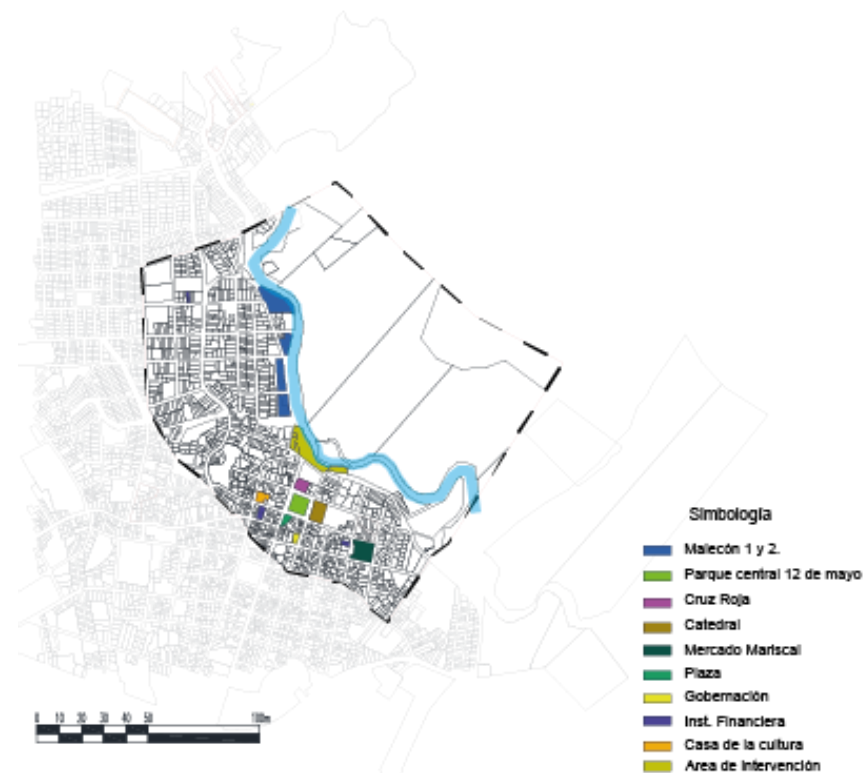 Simbología
Malecón 1 y 2.
Parque central 12 de mayo
Cruz Roja
Catedral
Mercado Mariscal
Plaza
Gobernación
Inst. Financiera
Casa de la cultura
Area de Intervención
0 10 20 30 40 50 100m